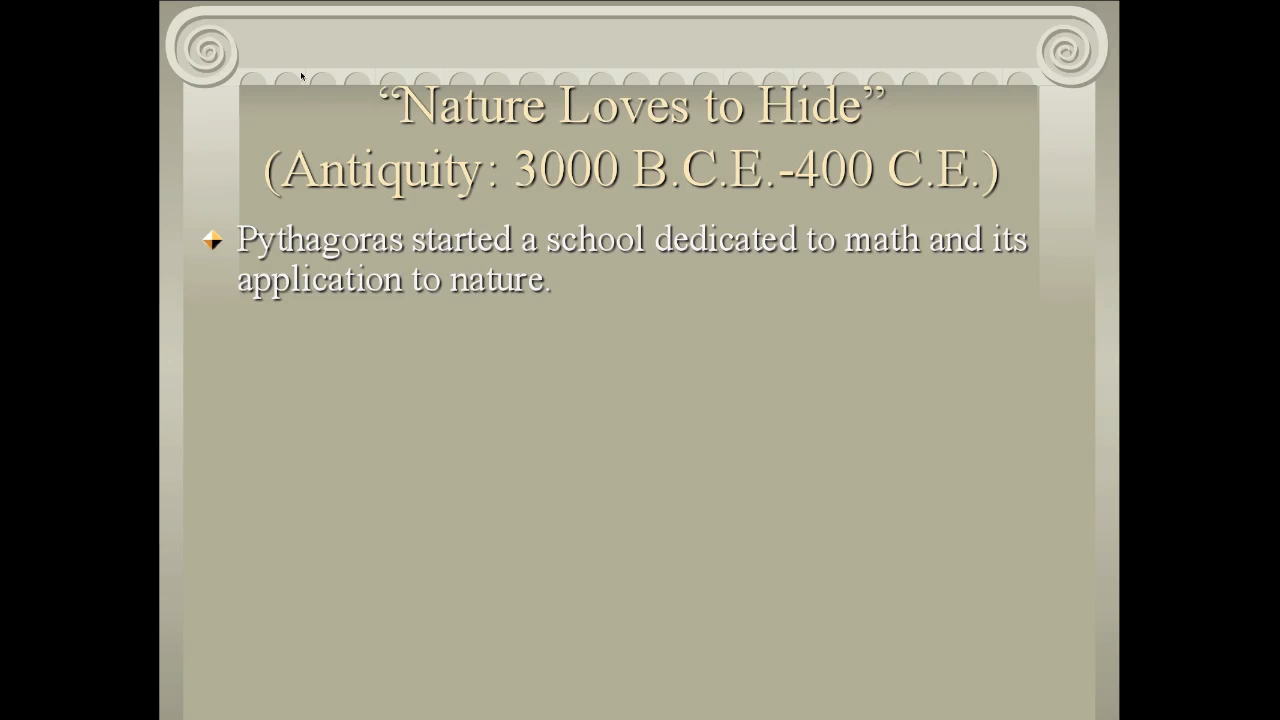 “Nature Loves to Hide”
(Antiquity: 3000 B.C.E.-400 C.E.)
Pythagoras started a school dedicated to math and its
application to nature.